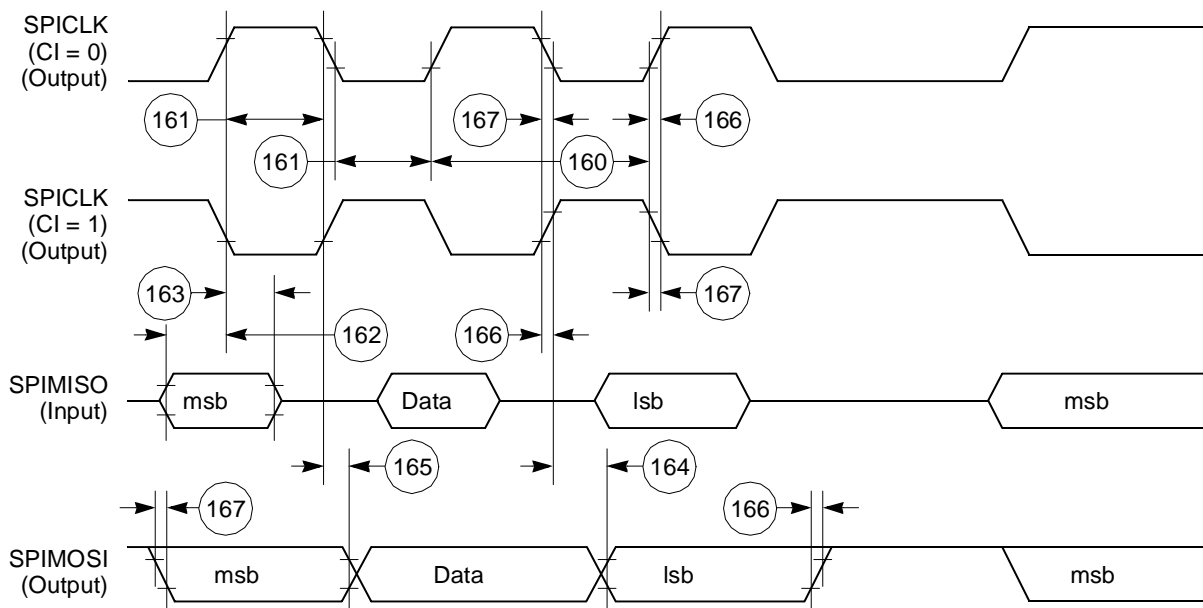 SPICLK
(CI = 0)
(Output)
161
167
166
161
160
SPICLK
(CI = 1)
(Output)
163
167
162
166
SPIMISO
(Input)
msb
Data
lsb
msb
165
164
167
166
SPIMOSI
(Output)
msb
Data
lsb
msb